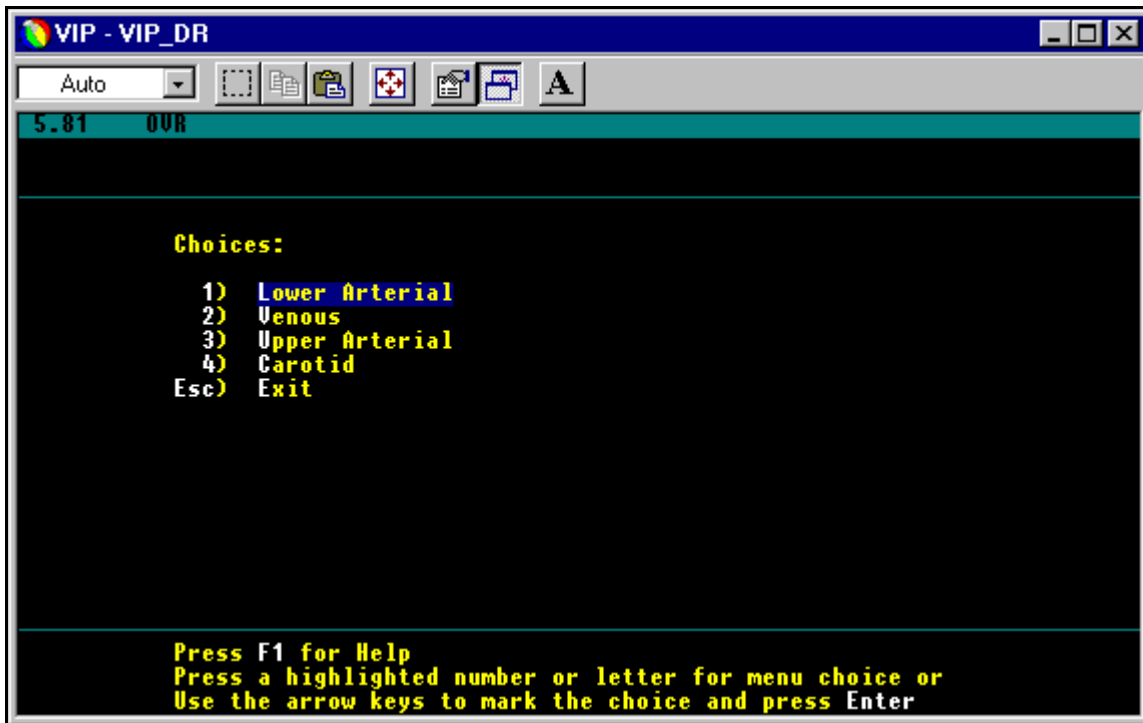 VIP - VIP_DR
Auto
A
5.81 OVR
Choices:
1) Lower Arterial
2) Venous
3) Upper Arterial
4) Carotid
Esc) Exit
Press F1 for Help
Press a highlighted number or letter for menu choice or
Use the arrow keys to mark the choice and press Enter